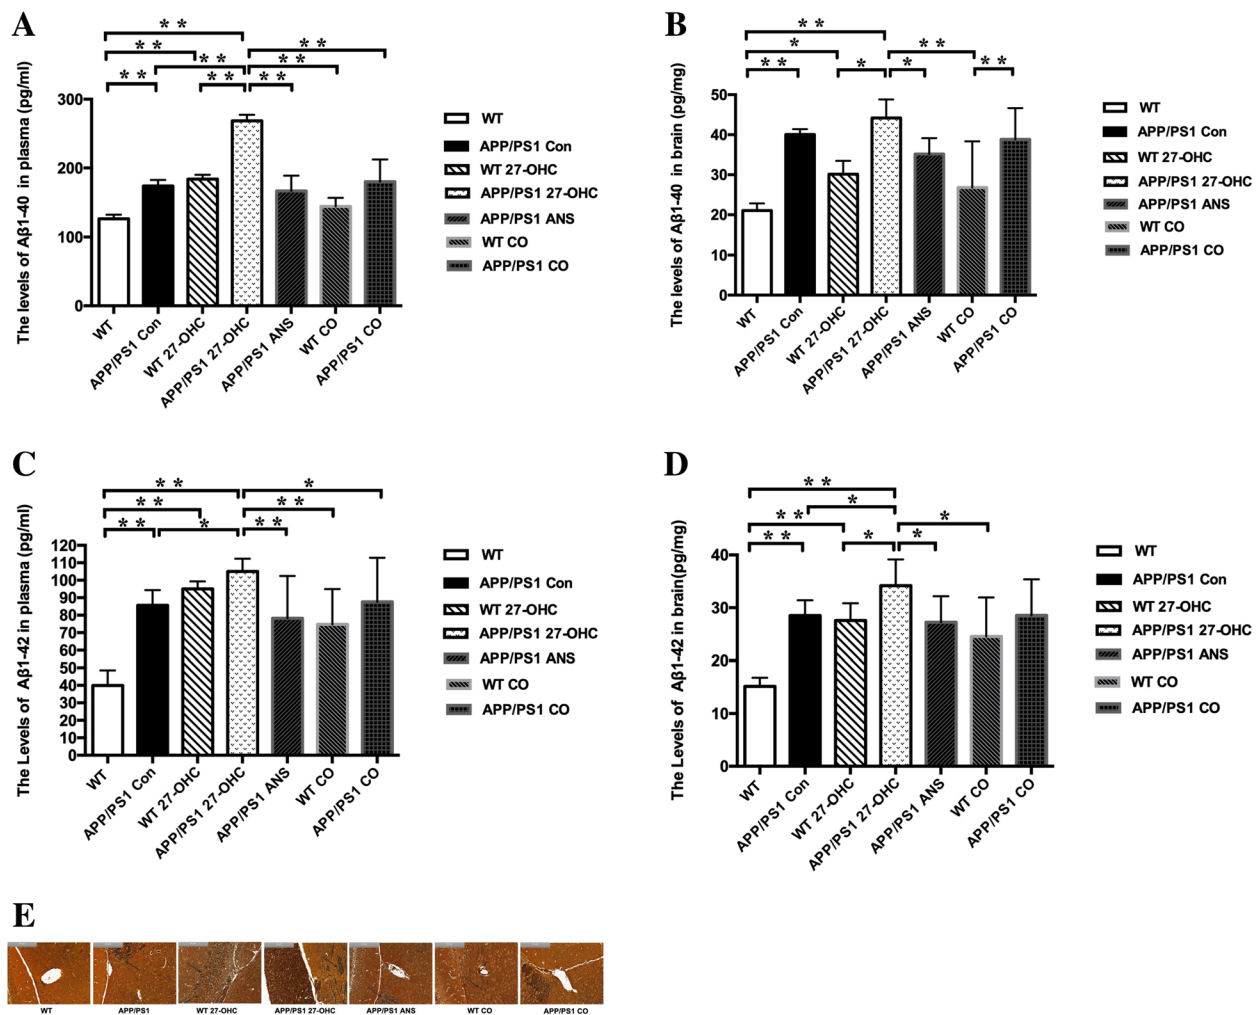 A
* *
* *
* *
* *
* *
* *
* *
* *
The levels of Aβ1-40 in plasma (pg/ml)
300
200
100
0
WT
APP/PS1 Con
WT 27-OHC
APP/PS1 27-OHC
APP/PS1 ANS
WT CO
APP/PS1 CO
WT
APP/PS1 Con
WT 27-OHC
APP/PS1 27-OHC
APP/PS1 ANS
WT CO
APP/PS1 CO
B
* *
*
* *
* *
*
*
* *
The levels of Aβ1-40 in brain (pg/mg)
50
40
30
20
10
0
WT
APP/PS1 Con
WT 27-OHC
APP/PS1 27-OHC
APP/PS1 ANS
WT CO
APP/PS1 CO
WT
APP/PS1 Con
WT 27-OHC
APP/PS1 27-OHC
APP/PS1 ANS
WT CO
APP/PS1 CO
C
* *
*
* *
* *
* *
*
* *
The Levels of Aβ1-42 in plasma (pg/ml)
120
110
100
90
80
70
60
50
40
30
20
10
0
WT
APP/PS1 Con
WT 27-OHC
APP/PS1 27-OHC
APP/PS1 ANS
WT CO
APP/PS1 CO
WT
APP/PS1 Con
WT 27-OHC
APP/PS1 27-OHC
APP/PS1 ANS
WT CO
APP/PS1 CO
D
* *
*
* *
*
* *
*
*
The Levels of Aβ1-42 in brain(pg/mg)
40
30
20
10
0
WT
APP/PS1 Con
WT 27-OHC
APP/PS1 27-OHC
APP/PS1 ANS
WT CO
APP/PS1 CO
WT
APP/PS1 Con
WT 27-OHC
APP/PS1 27-OHC
APP/PS1 ANS
WT CO
APP/PS1 CO
E
WT
APP/PS1
WT 27-OHC
APP/PS1 27-OHC
APP/PS1 ANS
WT CO
APP/PS1 CO